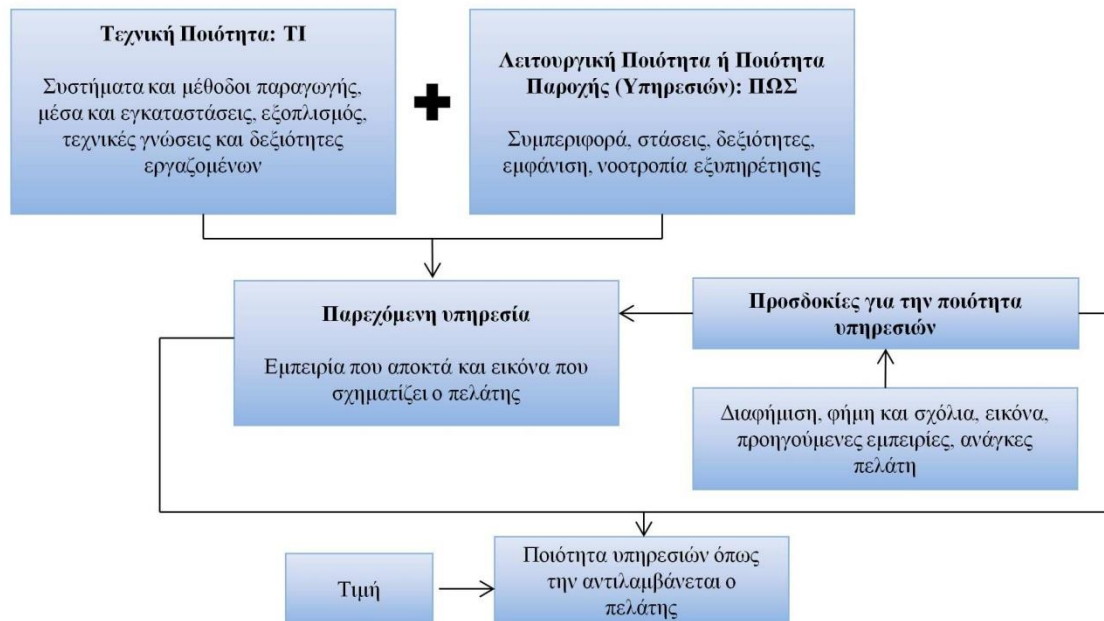 Τεχνική Ποιότητα: ΤΙ
Συστήματα και μέθοδοι παραγωγής,
μέσα και εγκαταστάσεις, εξοπλισμός,
τεχνικές γνώσεις και δεξιότητες
εργαζομένων
Λειτουργική Ποιότητα ή Ποιότητα
Παροχής (Υπηρεσιών): ΠΩΣ
Συμπεριφορά, στάσεις, δεξιότητες,
εμφάνιση, νοοτροπία εξυπηρέτησης
Παρεχόμενη υπηρεσία
Εμπειρία που αποκτά και εικόνα που
σχηματίζει ο πελάτης
Προσδοκίες για την ποιότητα
υπηρεσιών
Διαφήμιση, φήμη και σχόλια, εικόνα,
προηγούμενες εμπειρίες, ανάγκες
πελάτη
Τιμή
Ποιότητα υπηρεσιών όπως
την αντιλαμβάνεται ο
πελάτης